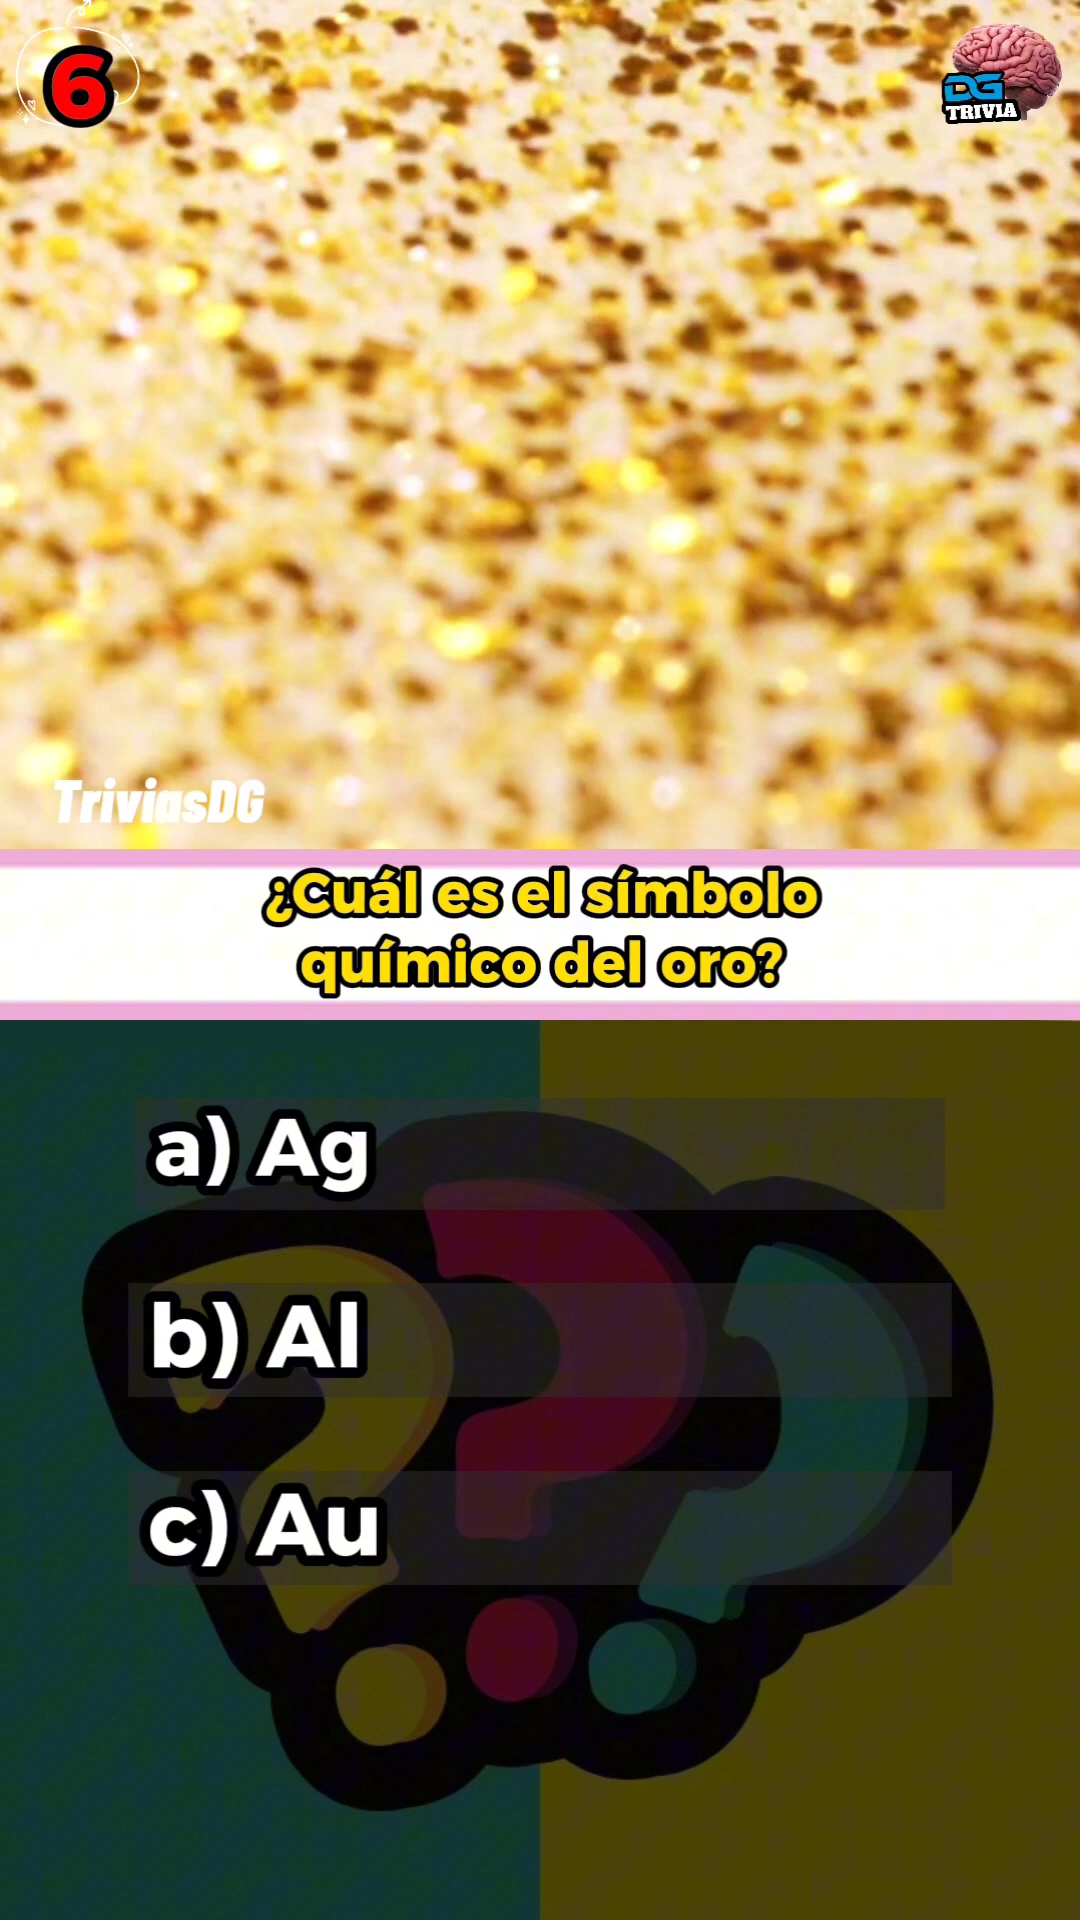 6
DG
TRIVIA
TriviasDG
¿Cuál es el símbolo
químico del oro?
a) Ag
b) Al
c) Au